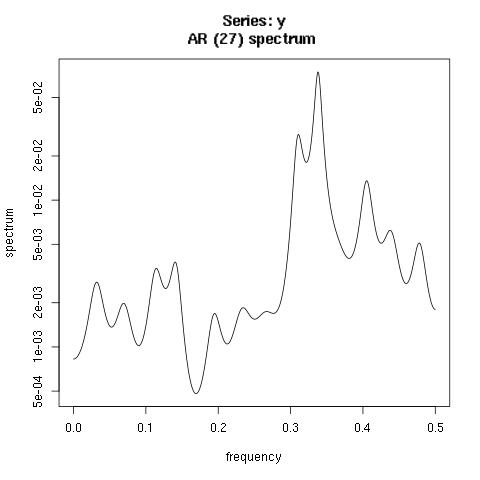 Series: y
AR (27) spectrum
spectrum
5e-02
2e-02
1e-02
5e-03
2e-03
1e-03
5e-04
0.0 0.1 0.2 0.3 0.4 0.5
frequency